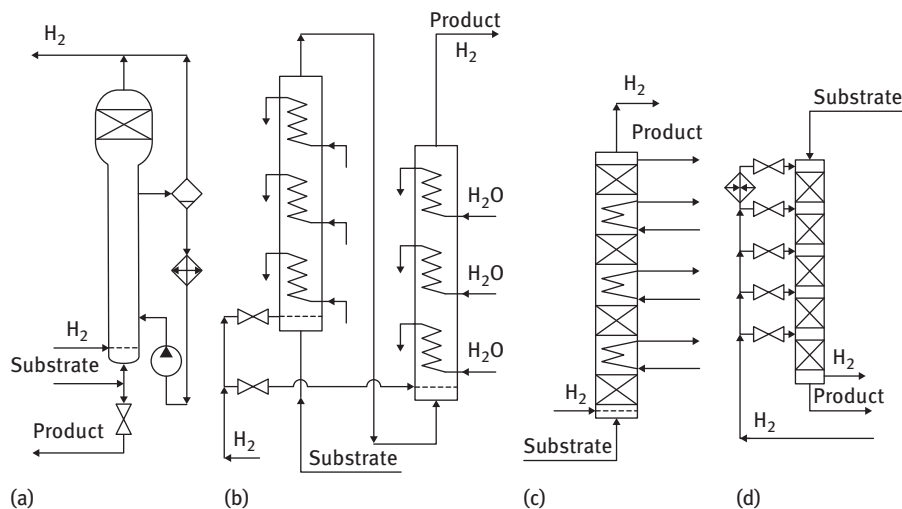 H₂
H₂
Substrate
Product
(a)
Product
H₂
H₂O
H₂O
H₂O
H₂
Substrate
(b)
H₂
Product
H₂
Substrate
(c)
Substrate
H₂
Product
H₂
(d)